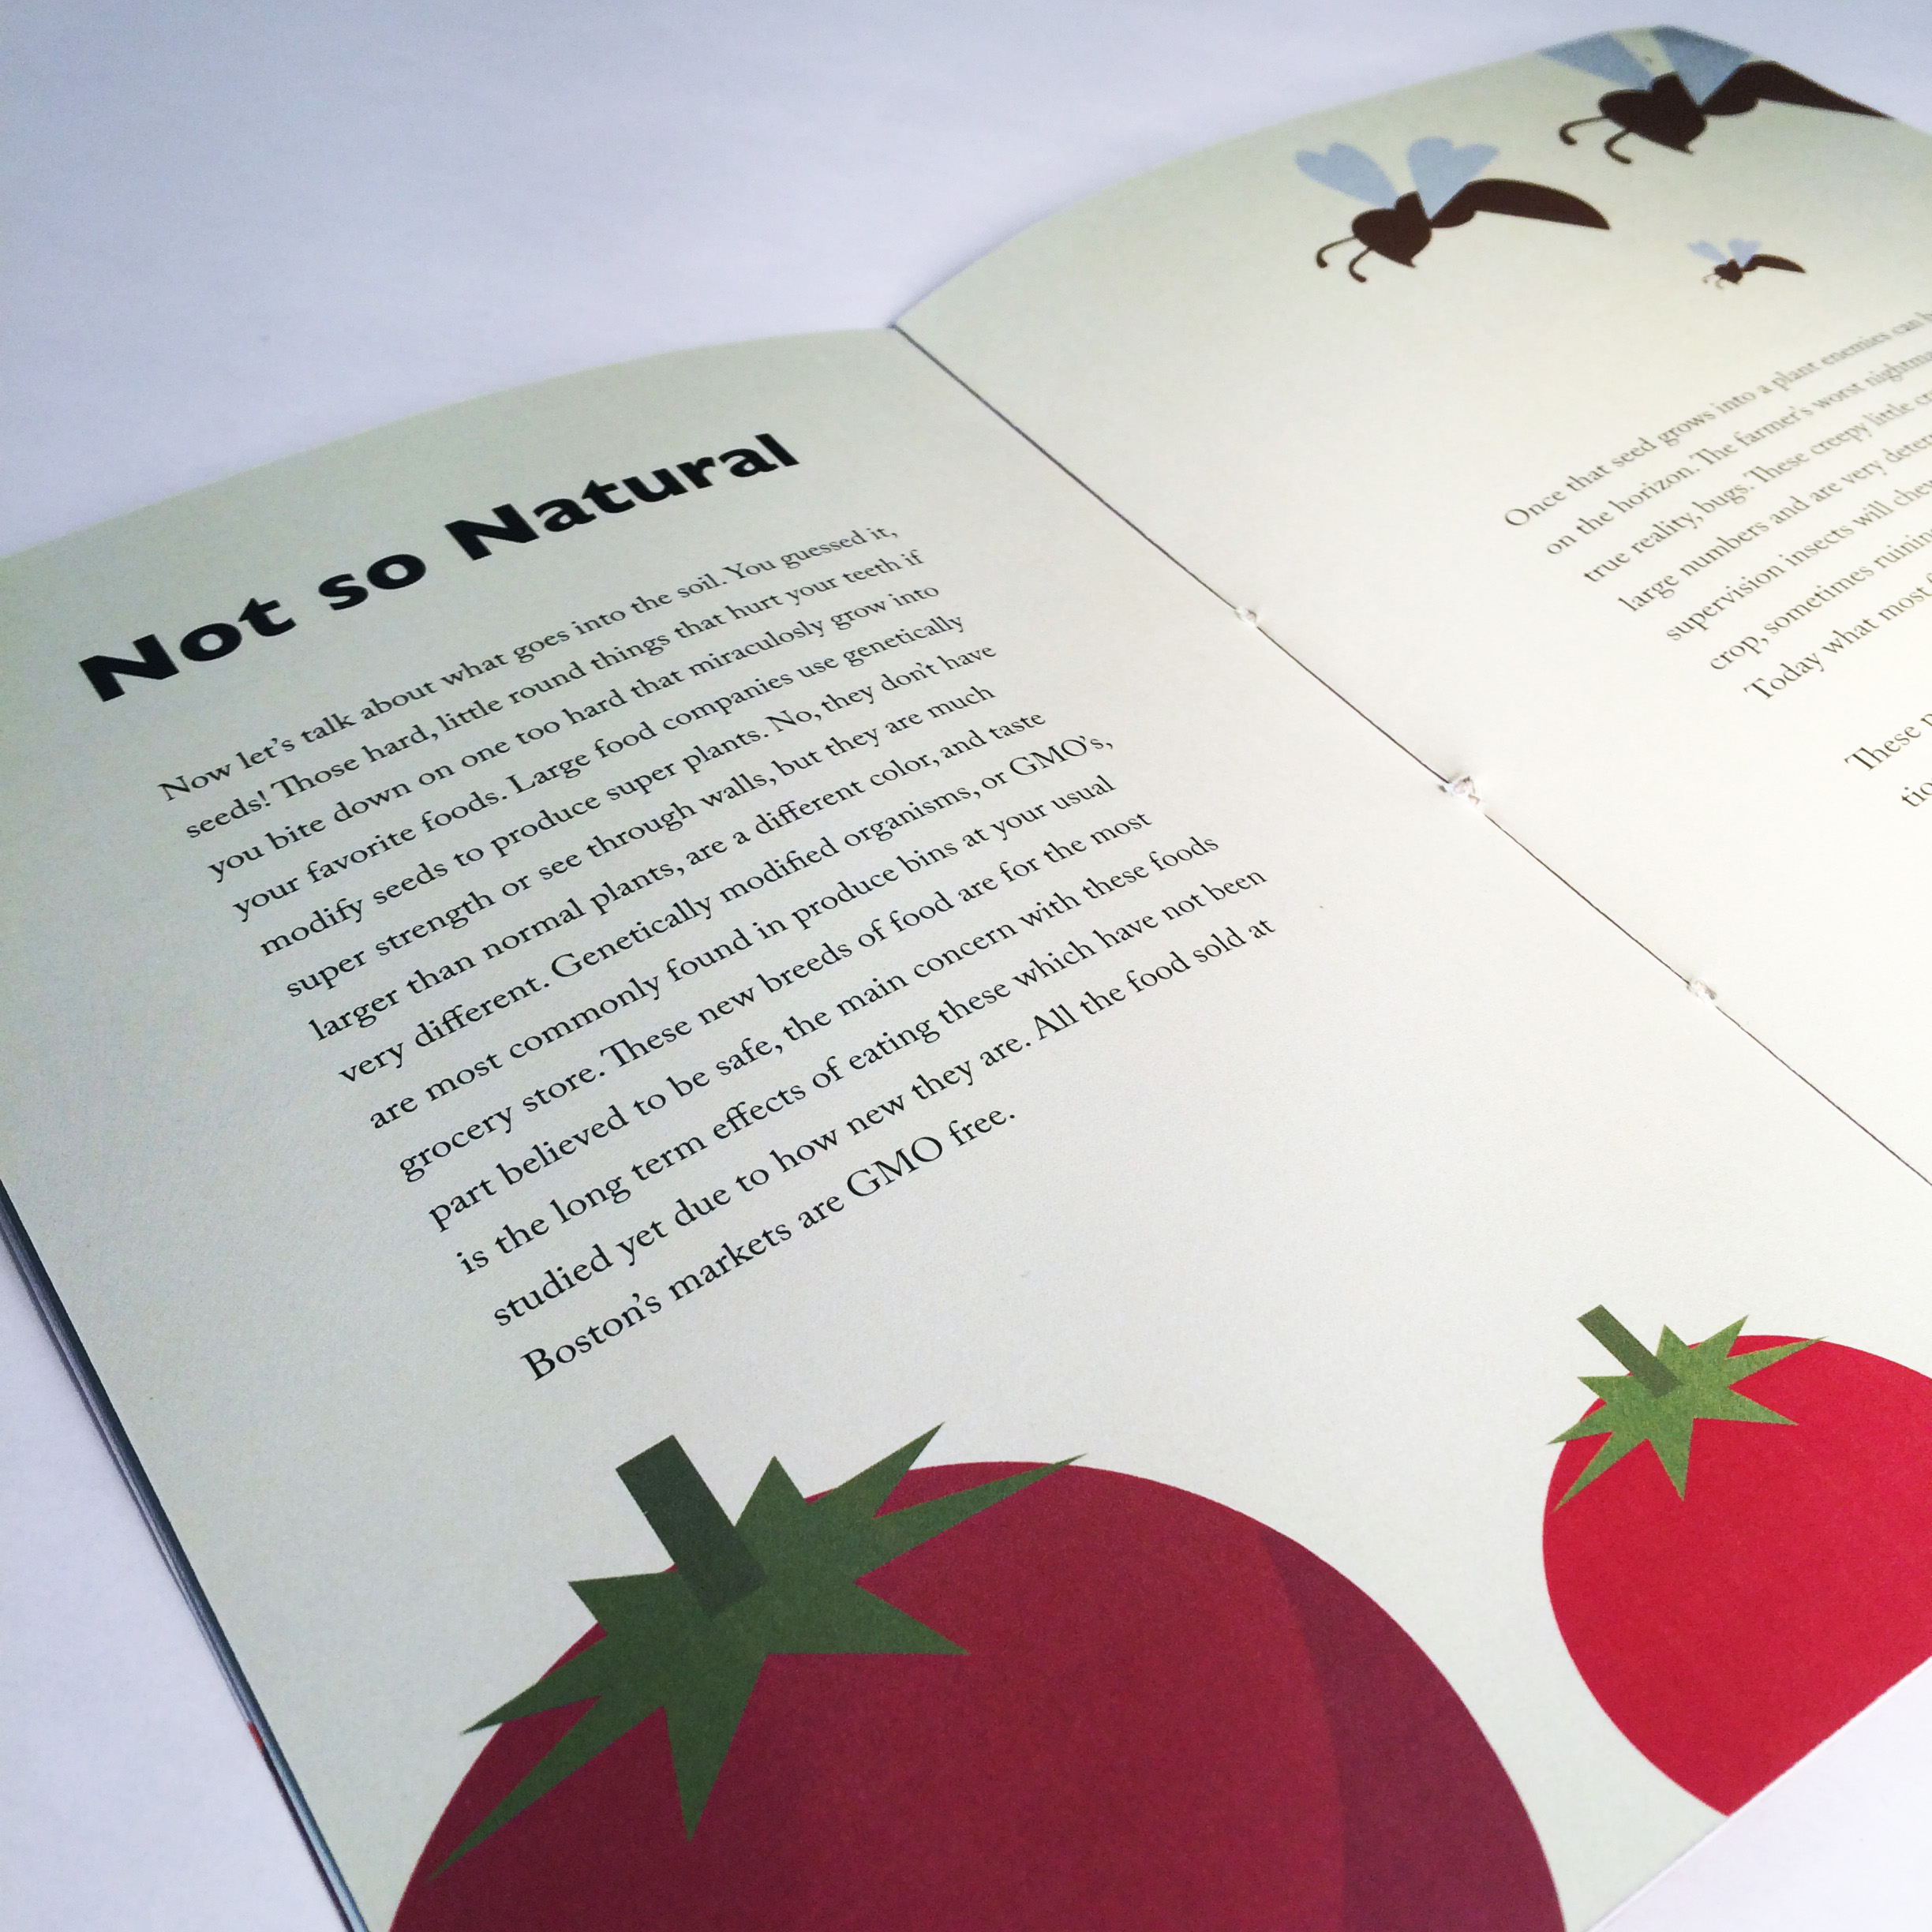 Not so Natural
Now let's talk about what goes into the soil. You guessed it,
seeds! Those hard, little round things that hurt your teeth if
you bite down on one too hard that miraculosly grow into
your favorite foods. Large food companies use genetically
modify seeds to produce super plants. No, they don't have
super strength or see through walls, but they are much
larger than normal plants, are a different color, and taste
very different. Genetically modified organisms, or GMO's,
are most commonly found in produce bins at your usual
grocery store. These new breeds of food are for the most
part believed to be safe, the main concern with these foods
is the long term effects of eating these which have not been
studied yet due to how new they are. All the food sold at
Boston's markets are GMO free.
Once that seed grows into a plant enemies can
on the horizon. The farmer's worst
true reality, bugs. These creepy little
large numbers and are very
supervision insects will
crop, sometimes ruining
Today what most
These